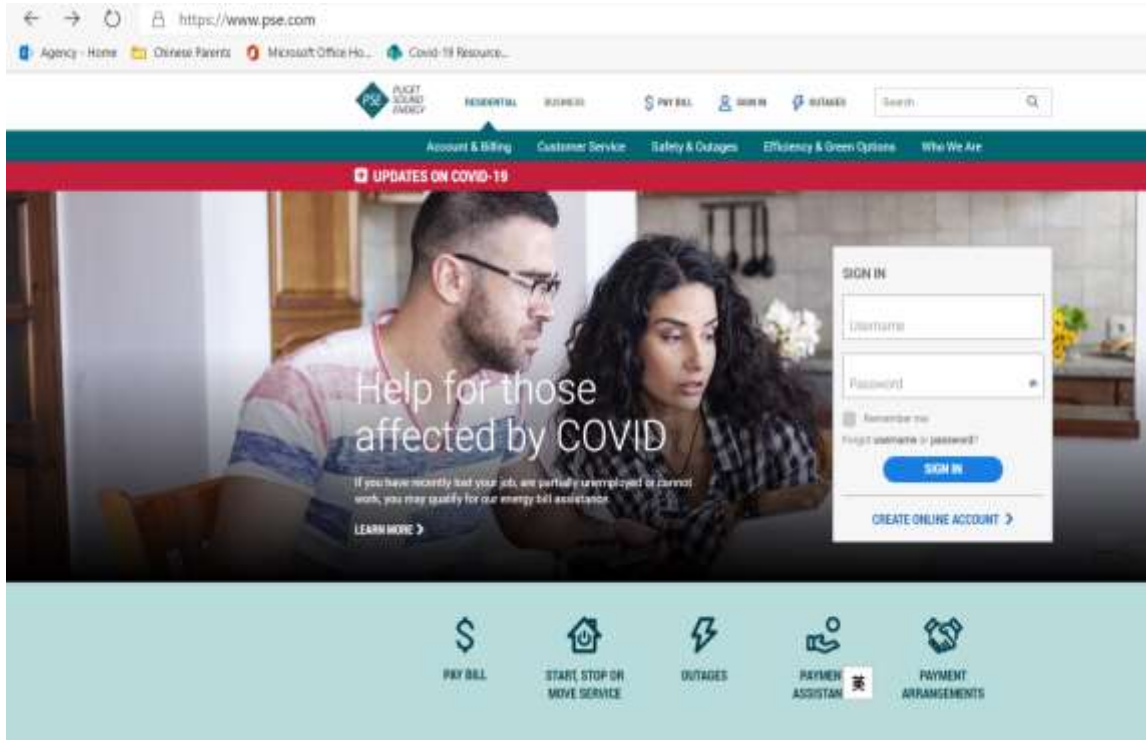 https://www.pse.com
Agency - Home Chinese Parents Microsoft Office Ho... Covid-19 Resource...
PSE PUGET SOUND ENERGY
RESIDENTIAL BUSINESS PAY BILL SIGN IN OUTAGES Search
Account & Billing Customer Service Safety & Outages Efficiency & Green Options Who We Are
UPDATES ON COVID-19
Help for those
affected by COVID
If you have recently lost your job, are partially unemployed or cannot
work, you may qualify for our energy bill assistance.
LEARN MORE
SIGN IN
Username
Password
Remember me
Forgot username or password?
SIGN IN
CREATE ONLINE ACCOUNT
PAY BILL
START, STOP OR
MOVE SERVICE
OUTAGES
PAYMEN
ASSISTAN
英
PAYMENT
ARRANGEMENTS